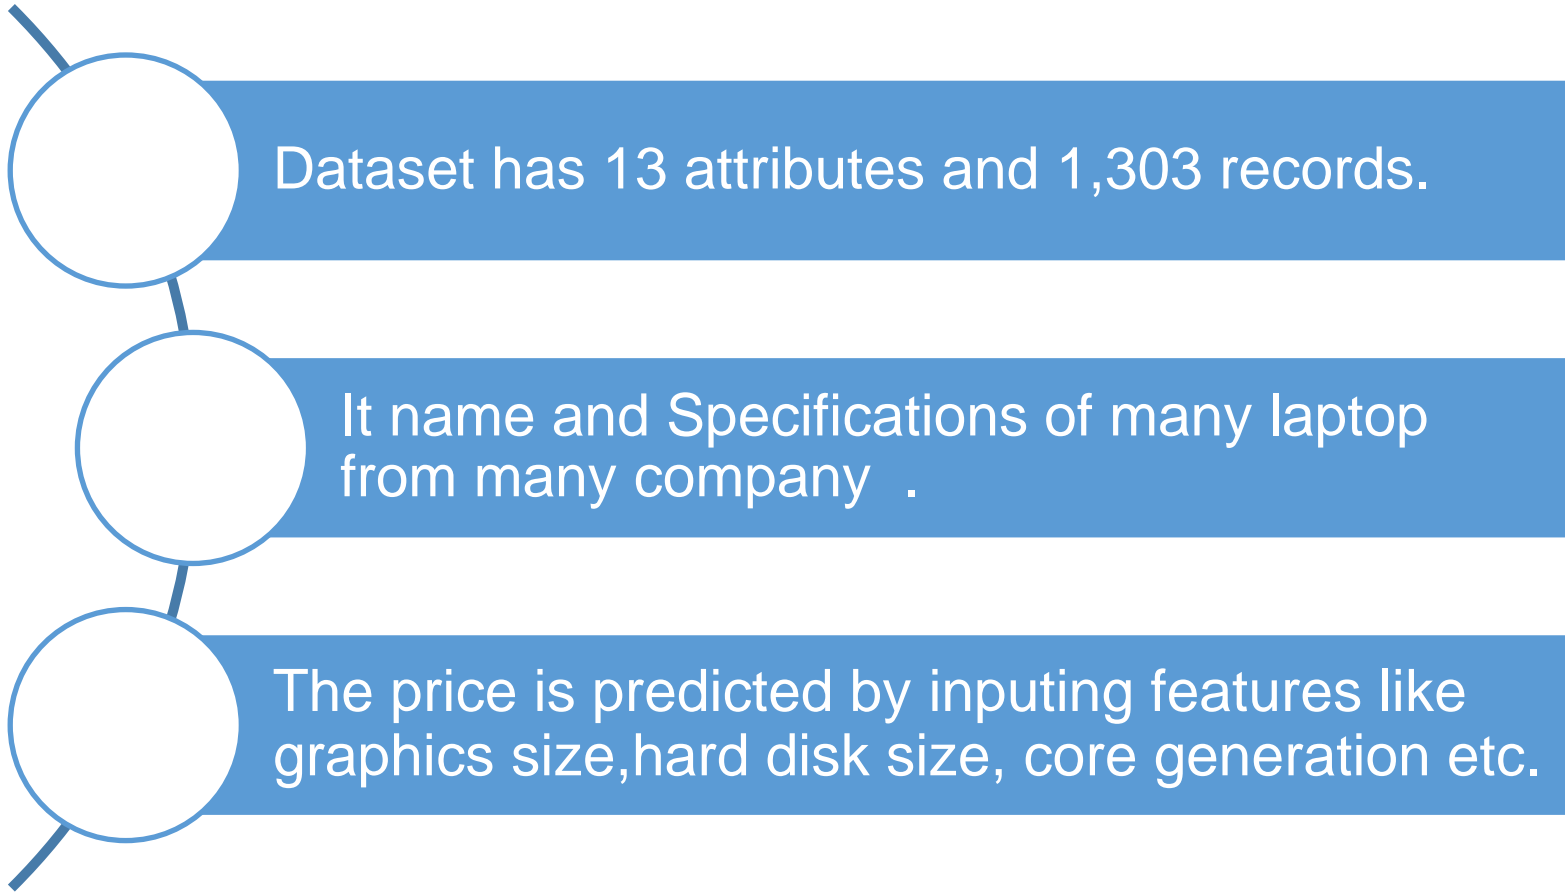 Dataset has 13 attributes and 1,303 records.
It name and Specifications of many laptop
from many company  .
The price is predicted by inputing features like
graphics size,hard disk size, core generation etc.